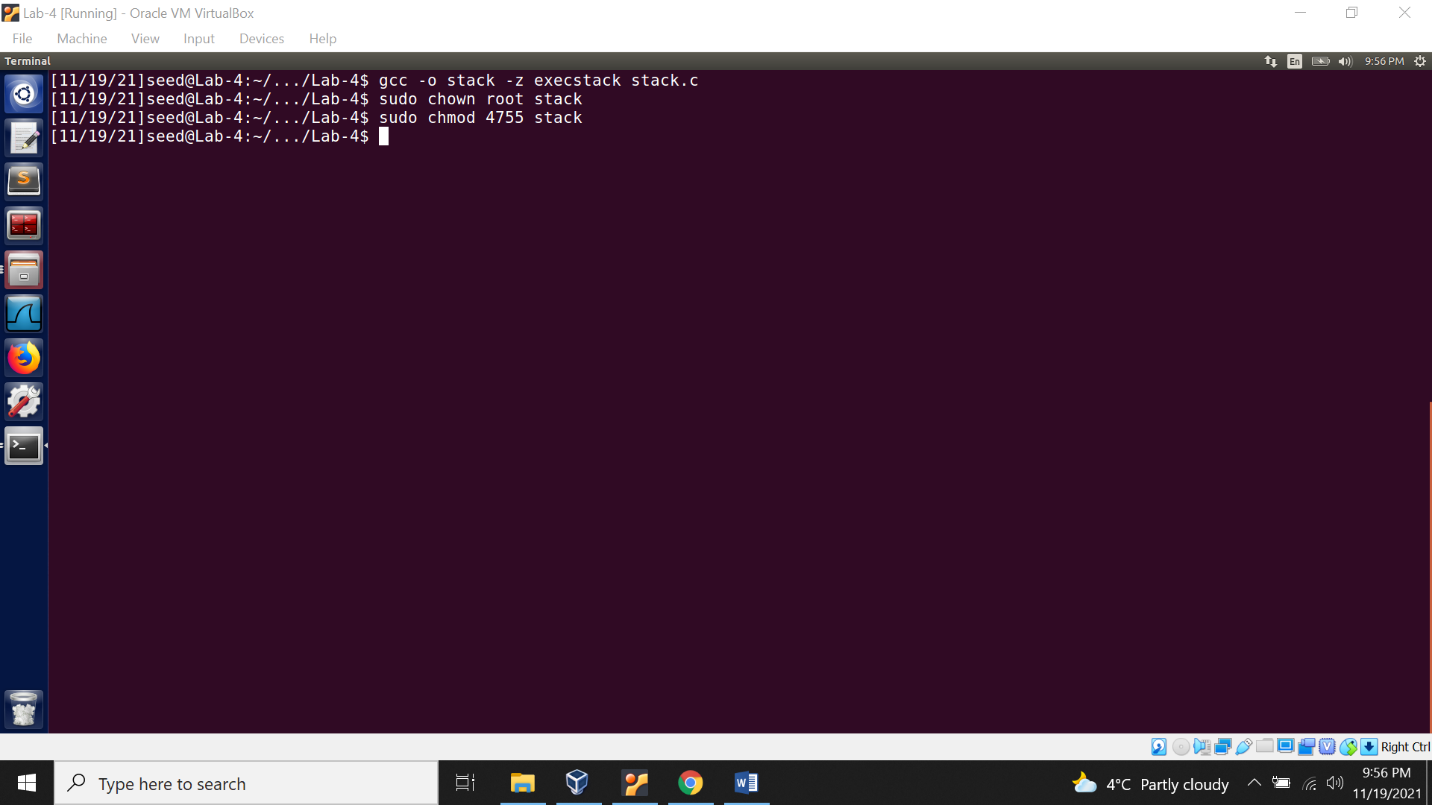 Lab-4 [Running] - Oracle VM VirtualBox
File Machine View Input Devices Help
Terminal En 9:56 PM
[11/19/21]seed@Lab-4:~/.../Lab-4$ gcc -o stack -z execstack stack.c
[11/19/21]seed@Lab-4:~/.../Lab-4$ sudo chown root stack
[11/19/21]seed@Lab-4:~/.../Lab-4$ sudo chmod 4755 stack
[11/19/21]seed@Lab-4:~/.../Lab-4$
Right Ctrl
Type here to search
4°C Partly cloudy
9:56 PM
11/19/2021